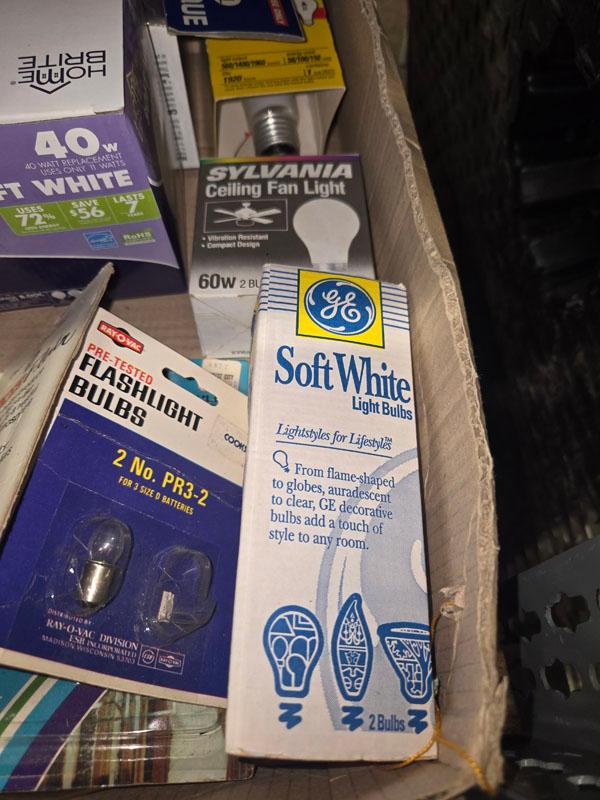 HOME
BRITE
40W
40 WATT REPLACEMENT
USES ONLY 11 WATTS
FT WHITE
USES
72%
SAVE
$56
LASTS
7
YEARS
RoHS
UE
SYLVANIA
Ceiling Fan Light
• Vibration Resistant
• Compact Design
60W 2 BU
RAY-O-VAC
PRE-TESTED
FLASHLIGHT
BULBS
2 No. PR3-2
FOR 3 SIZE D BATTERIES
DISTRIBUTED BY
RAY-O-VAC DIVISION
ESB INCORPORATED
MADISON, WISCONSIN 53703
GE
Soft White
Light Bulbs
Lightstyles for Lifestyles™
From flame-shaped
to globes, auradescent
to clear, GE decorative
bulbs add a touch of
style to any room.
2 Bulbs